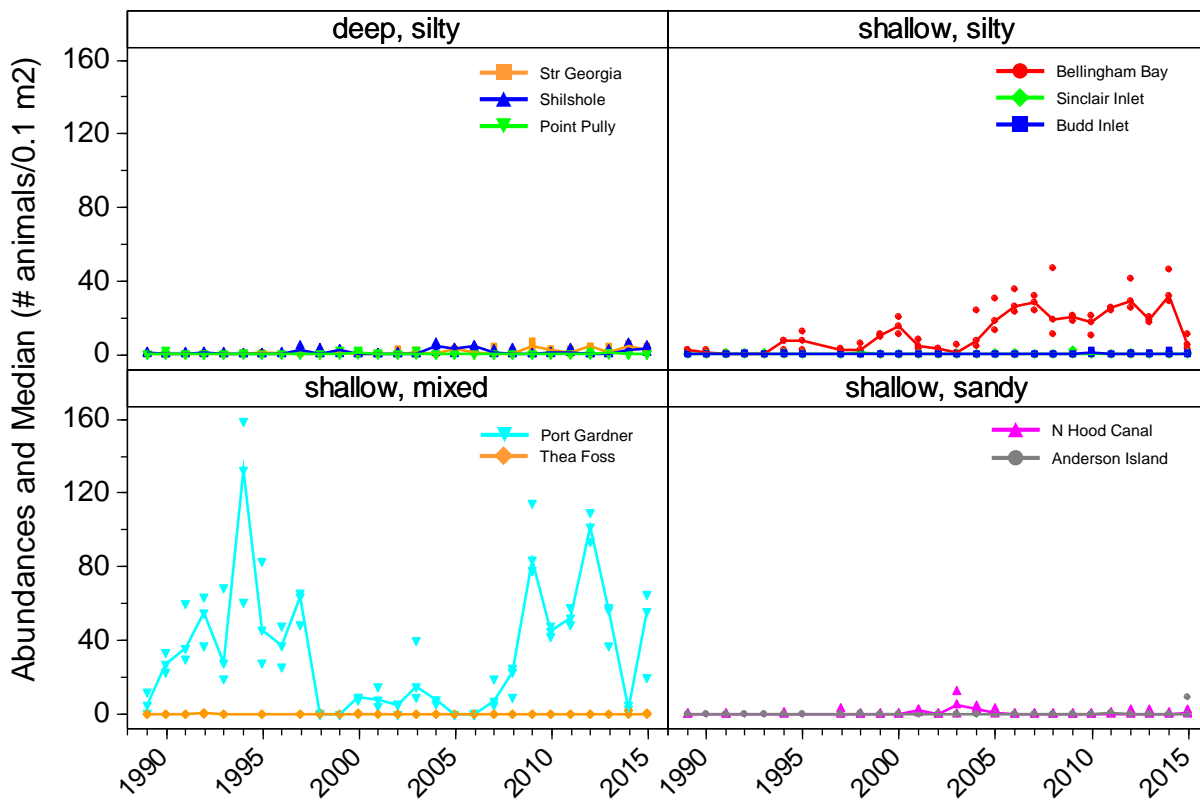 Abundances and Median (# animals/0.1 m2)
deep, silty
shallow, silty
160
120
80
40
0
Str Georgia
Shilshole
Point Pully
Bellingham Bay
Sinclair Inlet
Budd Inlet
shallow, mixed
shallow, sandy
160
120
80
40
0
Port Gardner
Thea Foss
N Hood Canal
Anderson Island
1990 1995 2000 2005 2010 2015
1990 1995 2000 2005 2010 2015